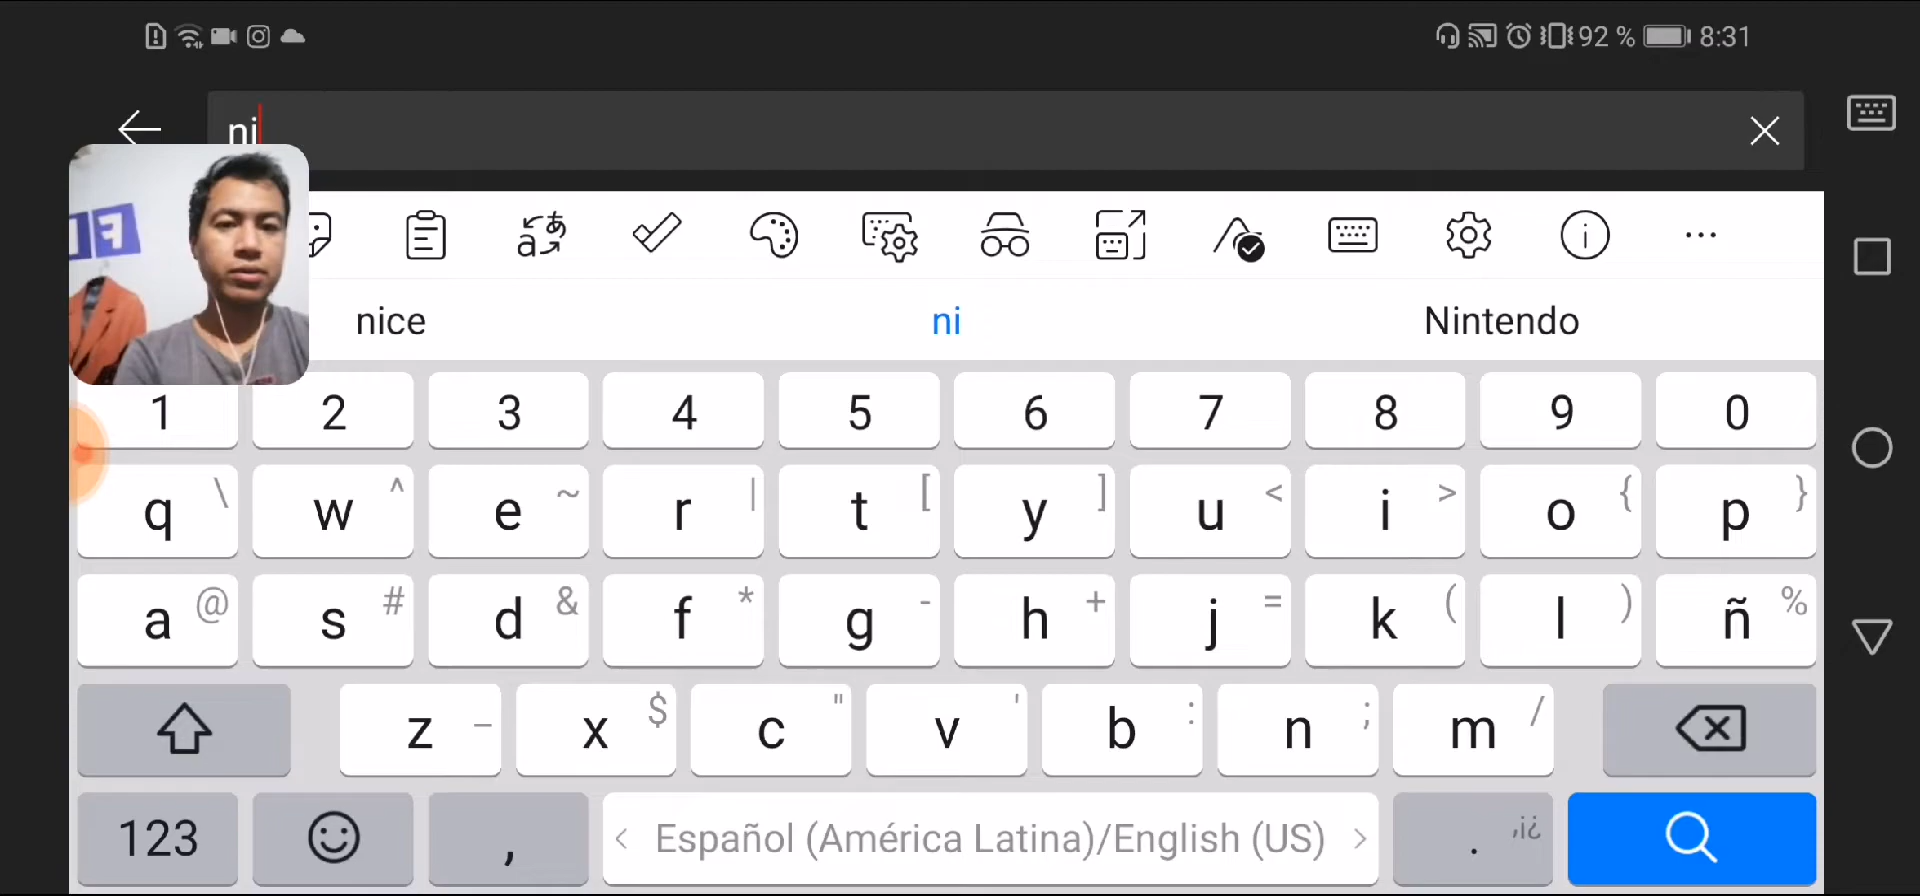 92 % 8:31
ni
nice ni Nintendo
1 2 3 4 5 6 7 8 9 0
q \ w ^ e ~ r | t [ y ] u < i > o { p }
a @ s # d & f * g - h + j = k ( l ) ñ %
z _ x $ c " v ' b : n ; m /
123 , < Español (América Latina)/English (US) > . ,¡¿